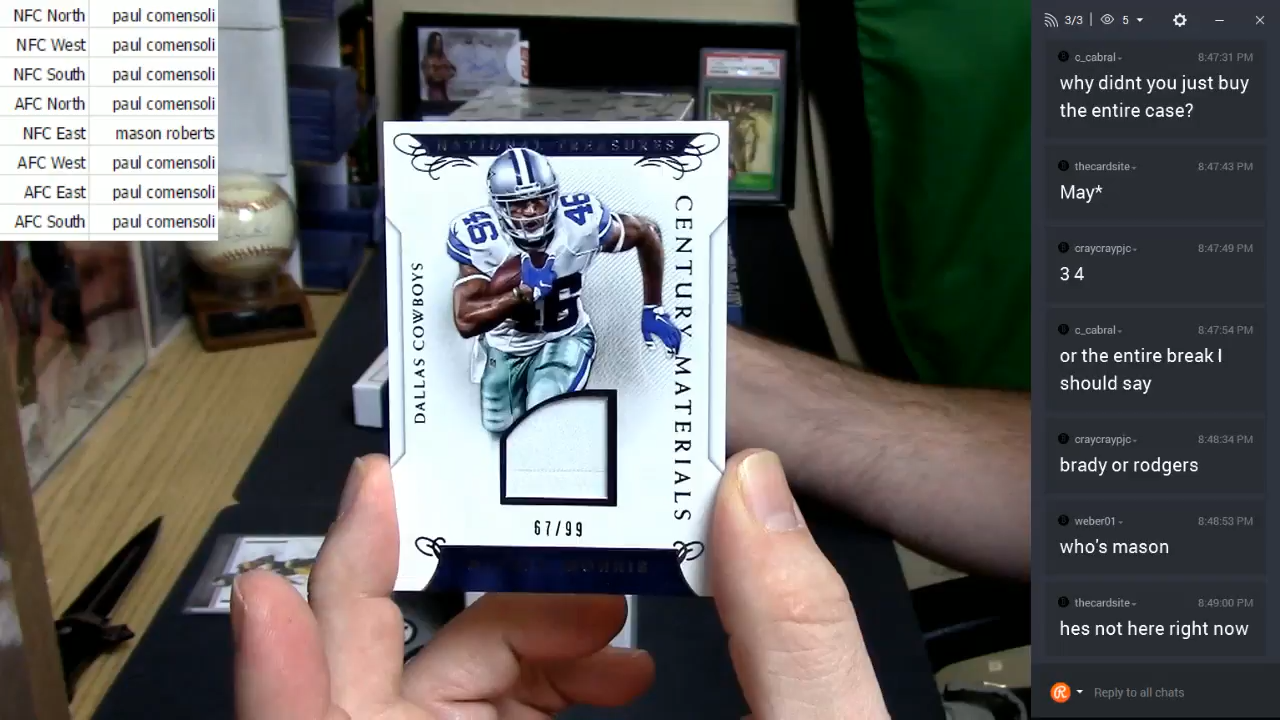 NFC North paul comensoli
NFC West paul comensoli
NFC South paul comensoli
AFC North paul comensoli
NFC East mason roberts
AFC West paul comensoli
AFC East paul comensoli
AFC South paul comensoli
NATIONAL TREASURES
46
46
46
CENTURY MATERIALS
DALLAS COWBOYS
67/99
MORRIS
3/3
5
c_cabral
8:47:31 PM
why didnt you just buy
the entire case?
thecardsite
8:47:43 PM
May*
craycraypjc
8:47:49 PM
3 4
c_cabral
8:47:54 PM
or the entire break I
should say
craycraypjc
8:48:34 PM
brady or rodgers
weber01
8:48:53 PM
who's mason
thecardsite
8:49:00 PM
hes not here right now
Reply to all chats